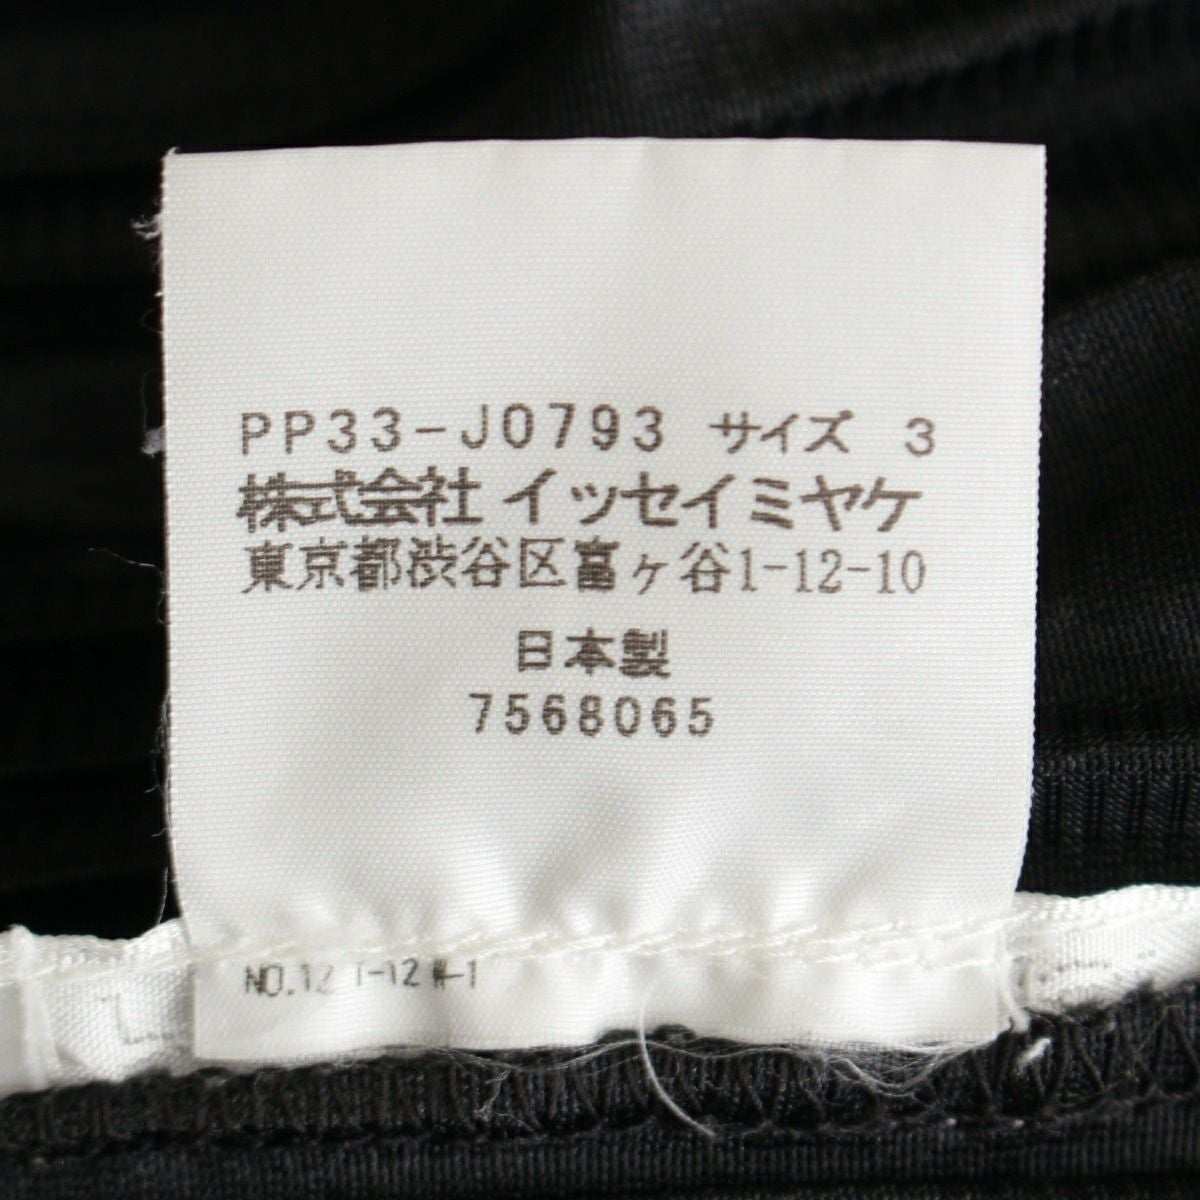 PP33-J0793 サイズ 3
株式会社 イッセイミヤケ
東京都渋谷区富ヶ谷1-12-10
日本製
7568065
NO.12 T-12 W-1